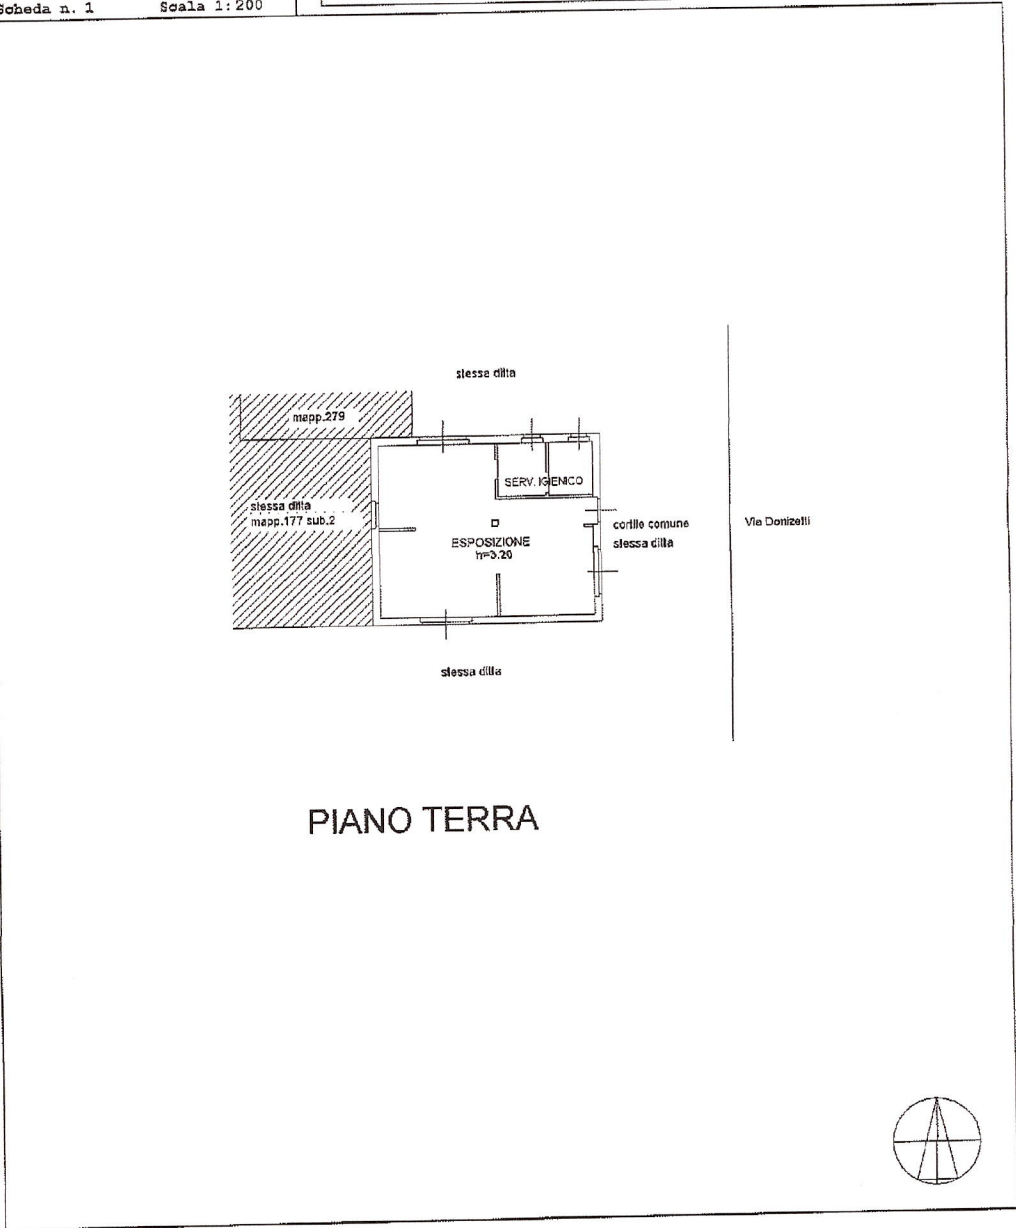 Scheda n. 1 Scala 1:200
stessa ditta
mapp.279
SERV. IGIENICO
stessa ditta
mapp.177 sub.2
ESPOSIZIONE
h=3.20
cortile comune
stessa ditta
Via Donizetti
stessa ditta
PIANO TERRA